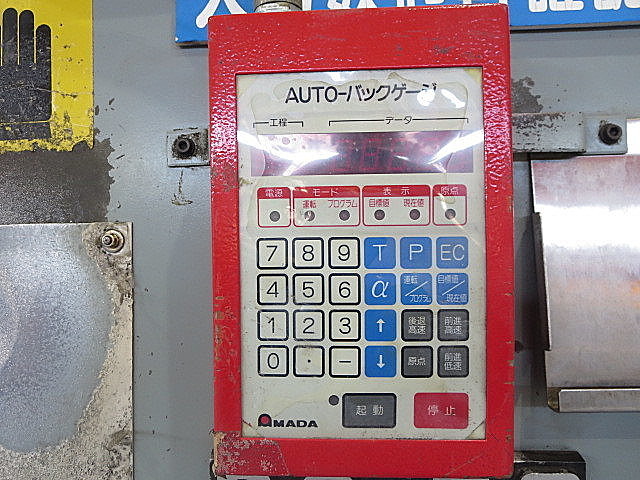 AUTO-バックゲージ
工程 データ
電源 モード 表示 原点
運転 プログラム 目標値 現在値
7 8 9 T P EC
4 5 6 α 運転/プログラム 目標値/現在値
1 2 3 ↑ 後退高速 前進高速
0 · − ↓ 原点 前進低速
起動 停止
AMADA